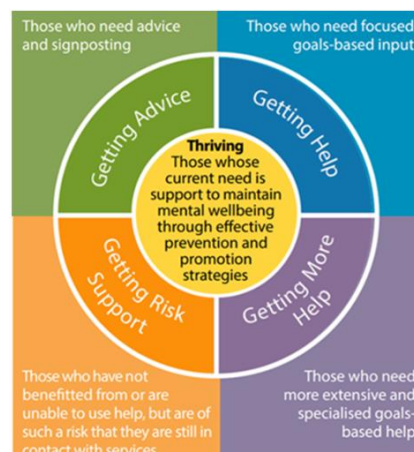 Those who need advice
and signposting
Those who need focused
goals-based input
Getting Advice
Getting Help
Thriving
Those whose
current need is
support to maintain
mental wellbeing
through effective
prevention and
promotion
strategies
Getting Risk
Support
Getting More
Help
Those who have not
benefitted from or are
unable to use help, but are of
such a risk that they are still in
contact with services
Those who need
more extensive and
specialised goals-
based help